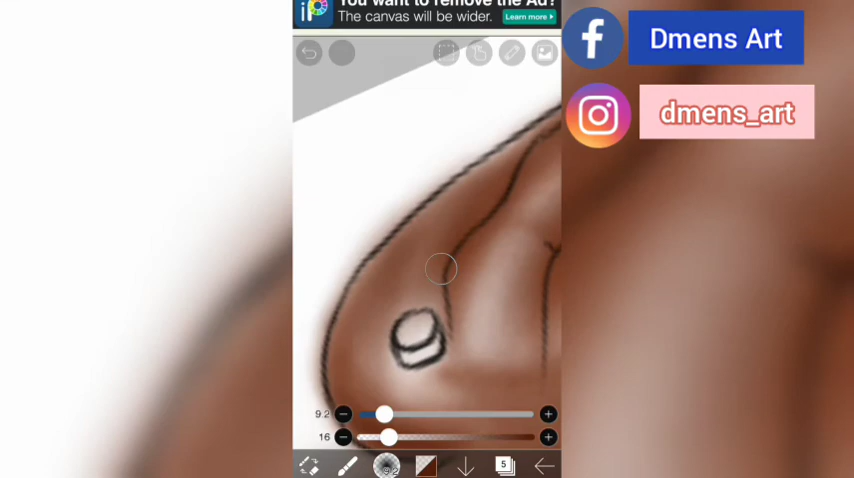 You want to remove the Ad?
The canvas will be wider.
Learn more
Dmens Art
dmens_art
9.2
16
5